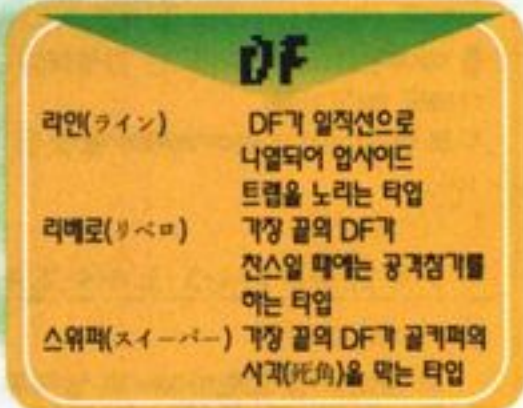 DF
라인(ライン) DF가 일직선으로
나열되어 업사이드
트랩을 노리는 타입
리베로(リベロ) 가장 끝의 DF가
찬스일 때에는 공격참가를
하는 타입
스위퍼(スイーパー) 가장 끝의 DF가 골키퍼의
사각(死角)을 막는 타입